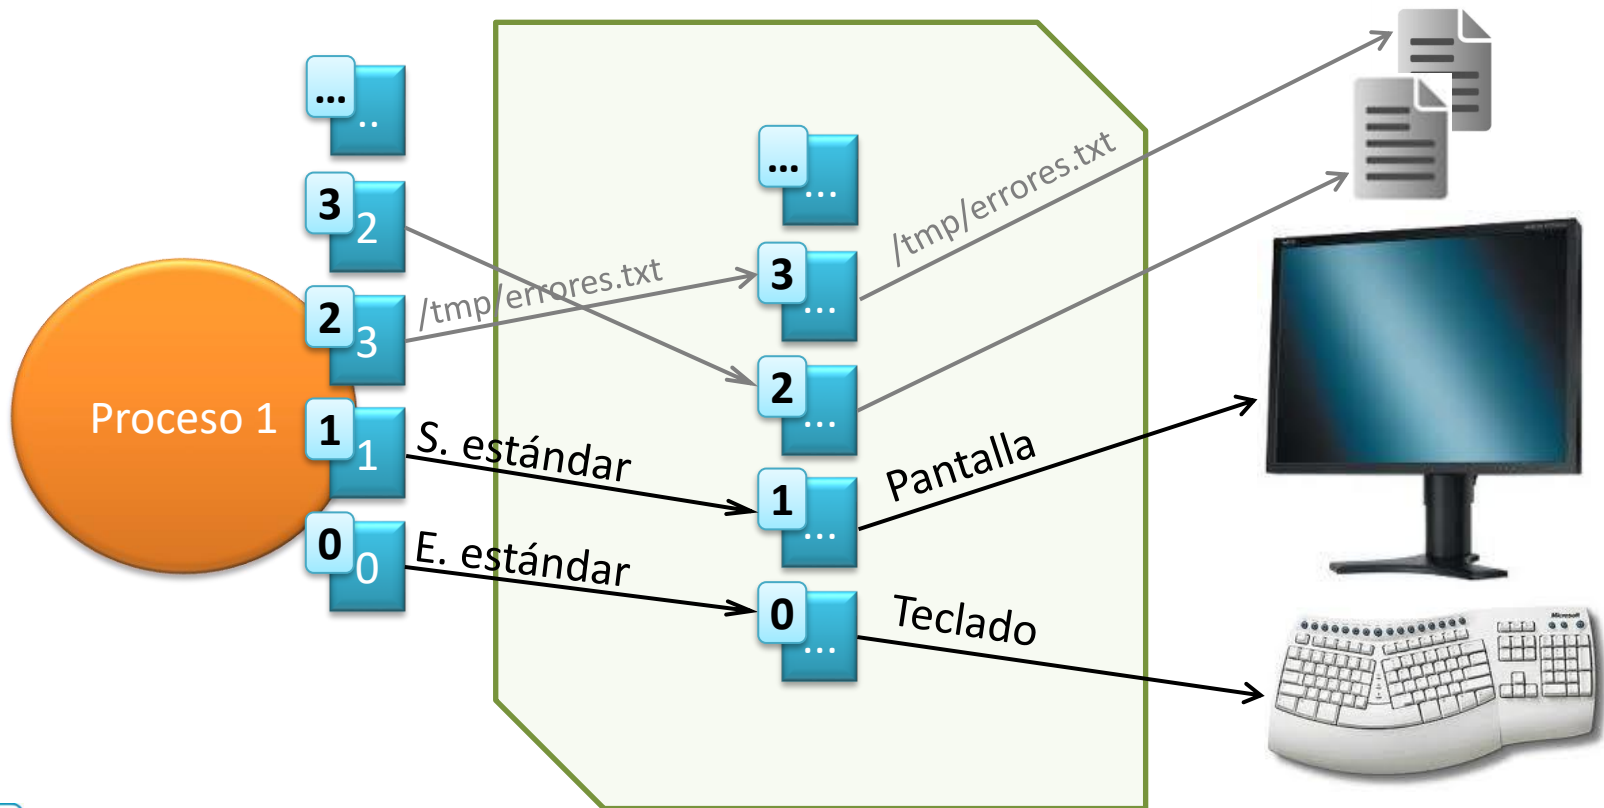 ...
..
3
2
2
3
Proceso 1
1
1
0
0
/tmp/errores.txt
S. estándar
E. estándar
...
...
3
...
2
...
1
...
0
...
/tmp/errores.txt
Pantalla
Teclado
Microsoft